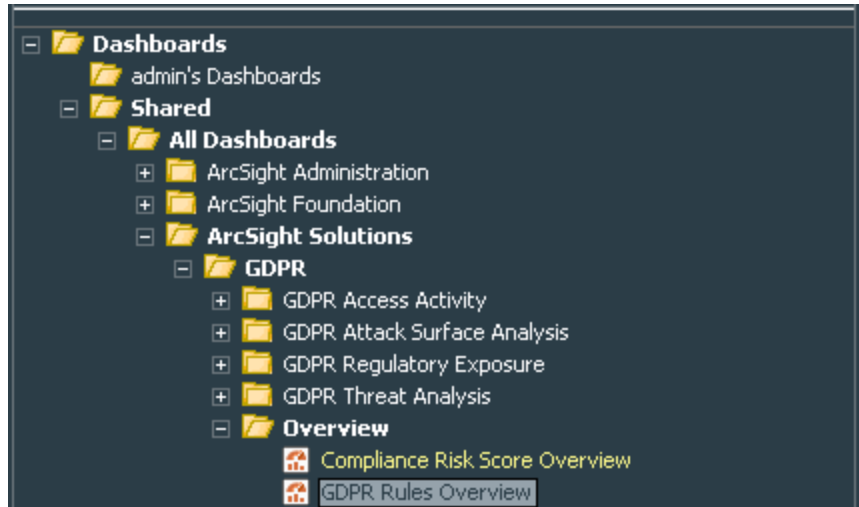 Dashboards
admin's Dashboards
Shared
All Dashboards
ArcSight Administration
ArcSight Foundation
ArcSight Solutions
GDPR
GDPR Access Activity
GDPR Attack Surface Analysis
GDPR Regulatory Exposure
GDPR Threat Analysis
Overview
Compliance Risk Score Overview
GDPR Rules Overview